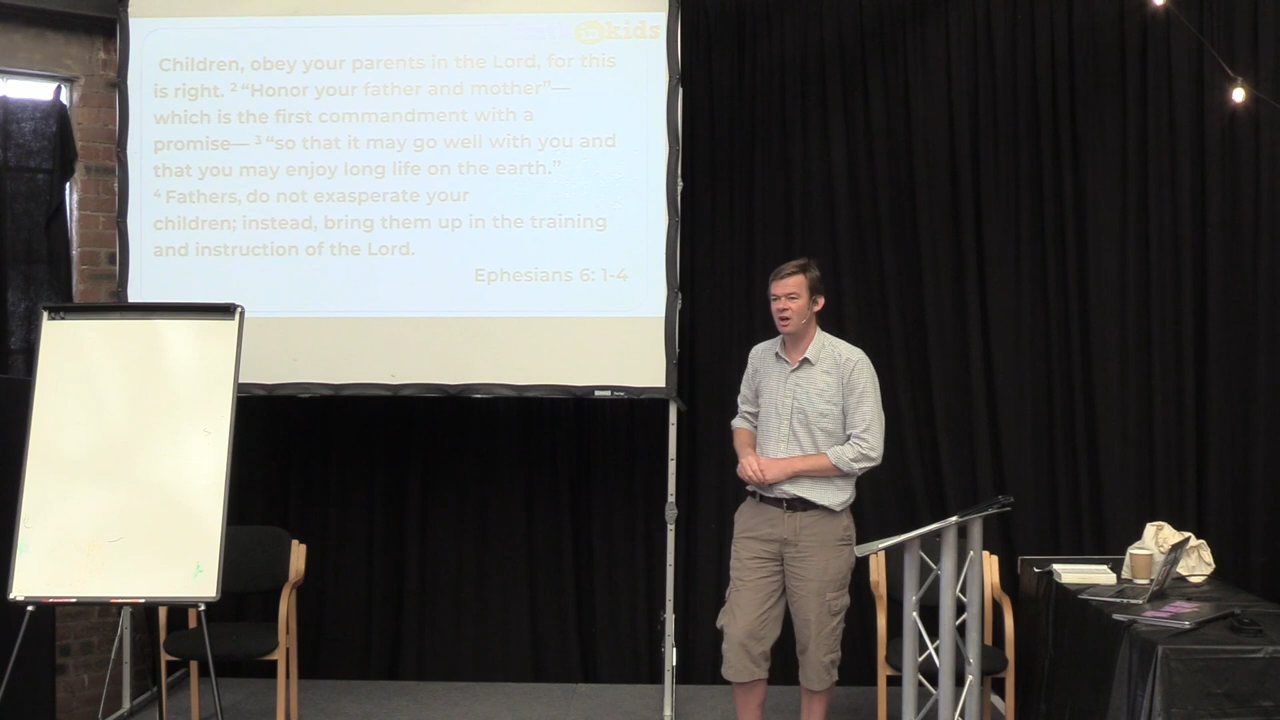 kids
Children, obey your parents in the Lord, for this
is right. ² “Honor your father and mother”—
which is the first commandment with a
promise— ³ “so that it may go well with you and
that you may enjoy long life on the earth.”
⁴ Fathers, do not exasperate your
children; instead, bring them up in the training
and instruction of the Lord.
Ephesians 6: 1-4